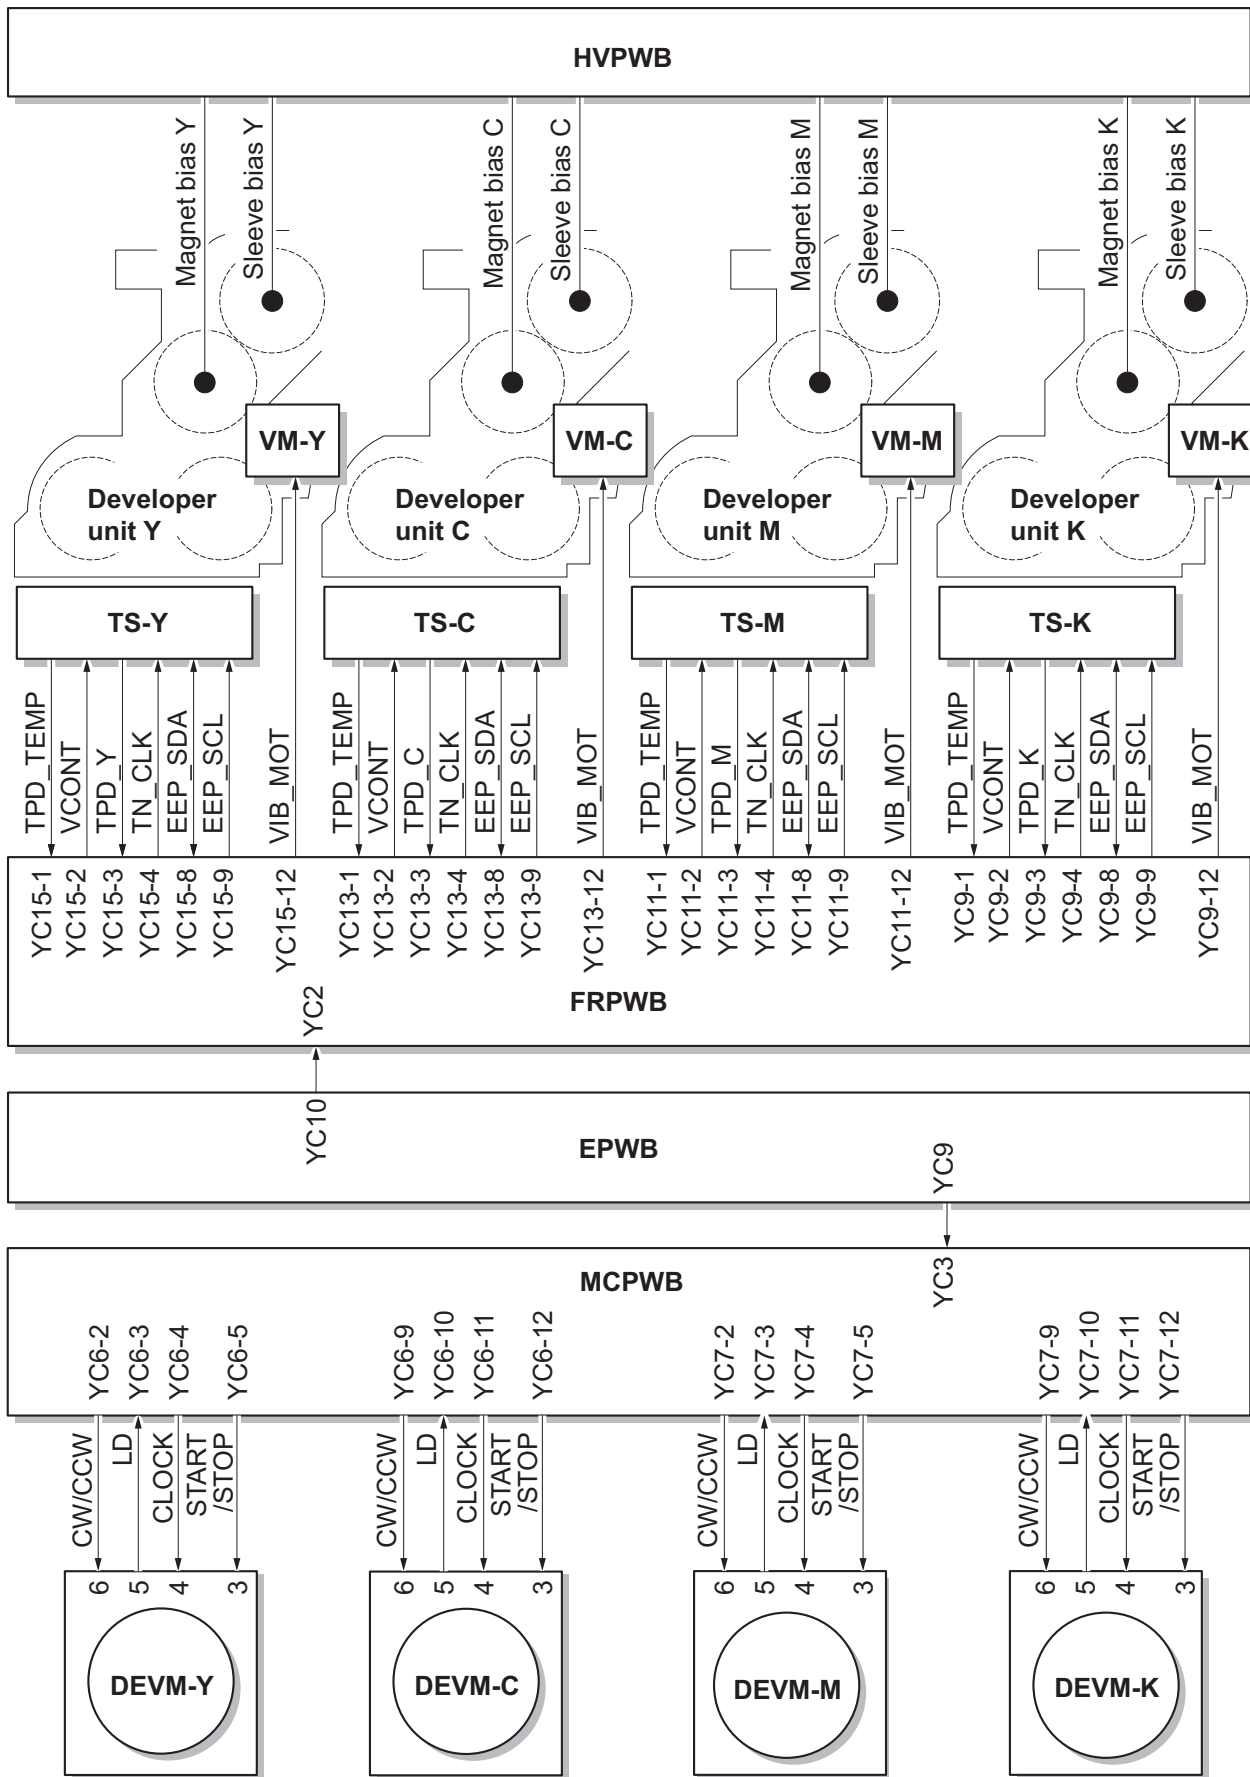 HVPWB
Magnet bias Y
Sleeve bias Y
Magnet bias C
Sleeve bias C
Magnet bias M
Sleeve bias M
Magnet bias K
Sleeve bias K
VM-Y
VM-C
VM-M
VM-K
Developer
unit Y
Developer
unit C
Developer
unit M
Developer
unit K
TS-Y
TS-C
TS-M
TS-K
TPD_TEMP
VCONT
TPD_Y
TN_CLK
EEP_SDA
EEP_SCL
VIB_MOT
TPD_TEMP
VCONT
TPD_C
TN_CLK
EEP_SDA
EEP_SCL
VIB_MOT
TPD_TEMP
VCONT
TPD_M
TN_CLK
EEP_SDA
EEP_SCL
VIB_MOT
TPD_TEMP
VCONT
TPD_K
TN_CLK
EEP_SDA
EEP_SCL
VIB_MOT
YC15-1
YC15-2
YC15-3
YC15-4
YC15-8
YC15-9
YC15-12
YC13-1
YC13-2
YC13-3
YC13-4
YC13-8
YC13-9
YC13-12
YC11-1
YC11-2
YC11-3
YC11-4
YC11-8
YC11-9
YC11-12
YC9-1
YC9-2
YC9-3
YC9-4
YC9-8
YC9-9
YC9-12
YC2
FRPWB
YC10
EPWB
YC9
MCPWB
YC3
YC6-2
YC6-3
YC6-4
YC6-5
YC6-9
YC6-10
YC6-11
YC6-12
YC7-2
YC7-3
YC7-4
YC7-5
YC7-9
YC7-10
YC7-11
YC7-12
CW/CCW
LD
CLOCK
START
/STOP
CW/CCW
LD
CLOCK
START
/STOP
CW/CCW
LD
CLOCK
START
/STOP
CW/CCW
LD
CLOCK
START
/STOP
6
5
4
3
6
5
4
3
6
5
4
3
6
5
4
3
DEVM-Y
DEVM-C
DEVM-M
DEVM-K